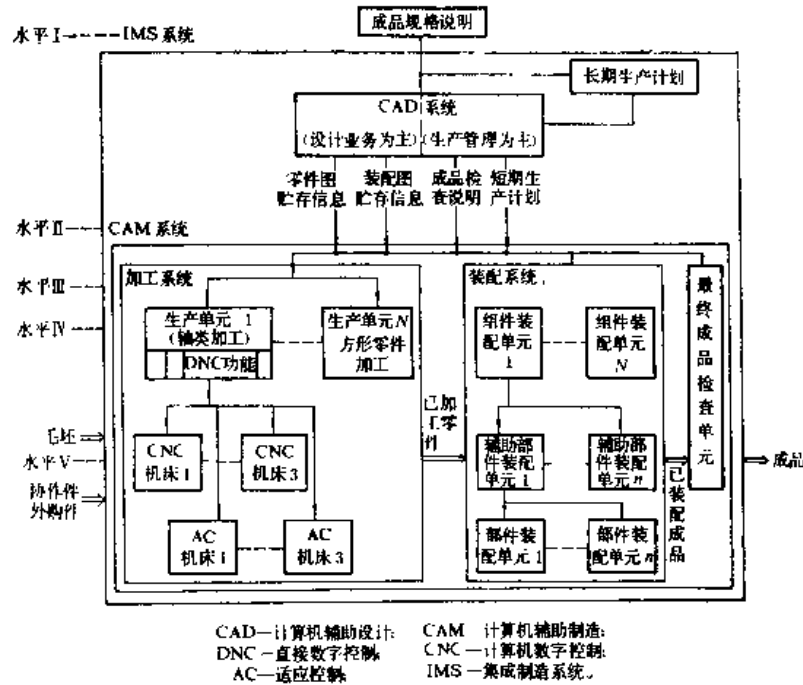 成品规格说明
水平Ⅰ
IMS系统
长期生产计划
CAD系统
(设计业务为主)(生产管理为主)
零件图
贮存信息
装配图
贮存信息
成品检
查说明
短期生
产计划
水平Ⅱ
CAM系统
水平Ⅲ
加工系统
装配系统
最终成品检查单元
水平Ⅳ
生产单元 1
(轴类加工)
DNC功能
生产单元N
方形零件
加工
组件装
配单元
1
组件装
配单元
N
已加工零件
毛坯
水平Ⅴ
CNC
机床1
CNC
机床3
辅助部
件装配
单元1
辅助部
件装配
单元n
成品
协作件
外购件
已装配成品
AC
机床1
AC
机床3
部件装
配单元1
部件装
配单元m
CAD—计算机辅助设计; CAM—计算机辅助制造;
DNC—直接数字控制; CNC—计算机数字控制;
AC—适应控制; IMS—集成制造系统。